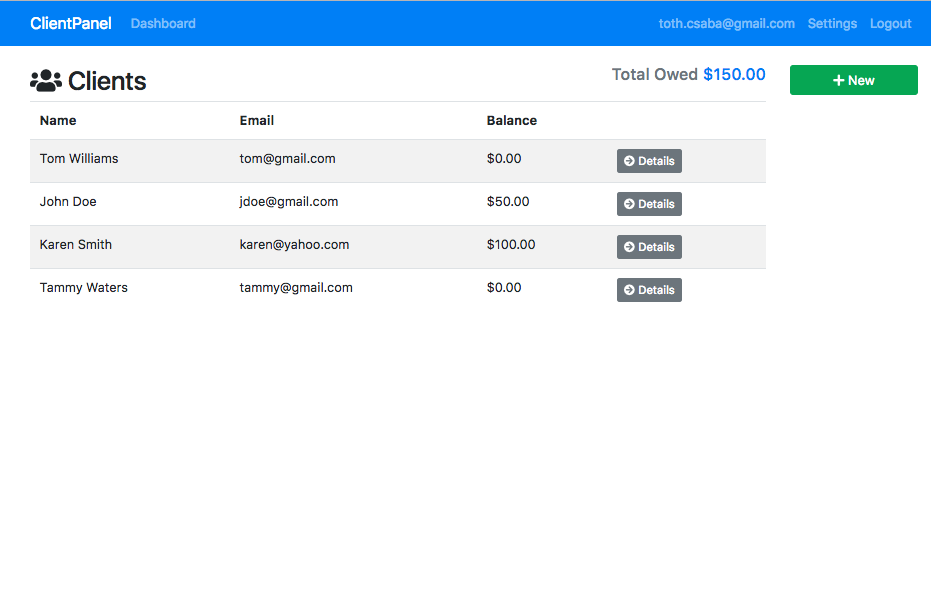 ClientPanel Dashboard toth.csaba@gmail.com Settings Logout
Clients Total Owed $150.00 New
Name Email Balance
Tom Williams tom@gmail.com $0.00 Details
John Doe jdoe@gmail.com $50.00 Details
Karen Smith karen@yahoo.com $100.00 Details
Tammy Waters tammy@gmail.com $0.00 Details